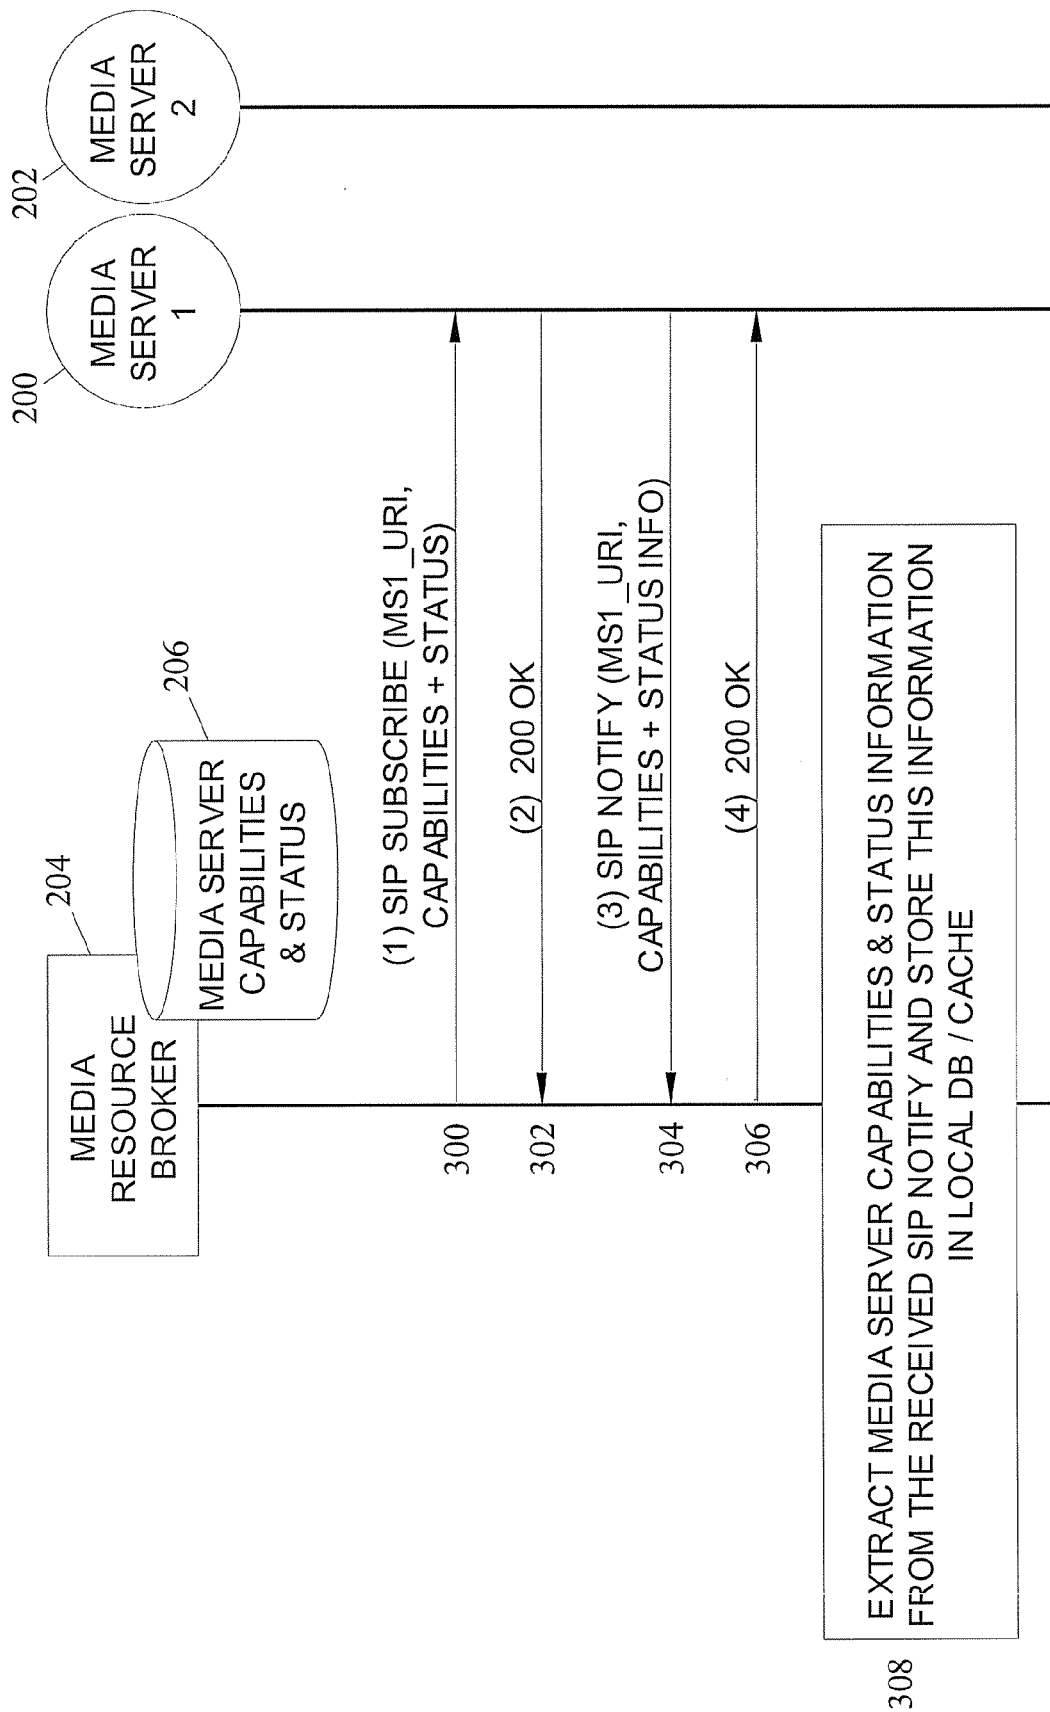 204
MEDIA
RESOURCE
BROKER
206
MEDIA SERVER
CAPABILITIES
& STATUS
200
MEDIA
SERVER
1
202
MEDIA
SERVER
2
300
(1) SIP SUBSCRIBE (MS1_URI,
CAPABILITIES + STATUS)
302
(2) 200 OK
304
(3) SIP NOTIFY (MS1_URI,
CAPABILITIES + STATUS INFO)
306
(4) 200 OK
308
EXTRACT MEDIA SERVER CAPABILITIES & STATUS INFORMATION
FROM THE RECEIVED SIP NOTIFY AND STORE THIS INFORMATION
IN LOCAL DB / CACHE